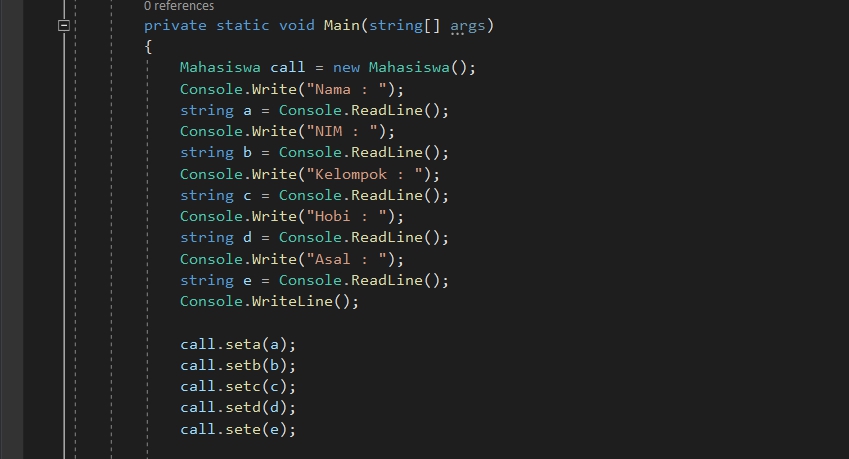 0 references
private static void Main(string[] args)
{
Mahasiswa call = new Mahasiswa();
Console.Write("Nama : ");
string a = Console.ReadLine();
Console.Write("NIM : ");
string b = Console.ReadLine();
Console.Write("Kelompok : ");
string c = Console.ReadLine();
Console.Write("Hobi : ");
string d = Console.ReadLine();
Console.Write("Asal : ");
string e = Console.ReadLine();
Console.WriteLine();
call.seta(a);
call.setb(b);
call.setc(c);
call.setd(d);
call.sete(e);